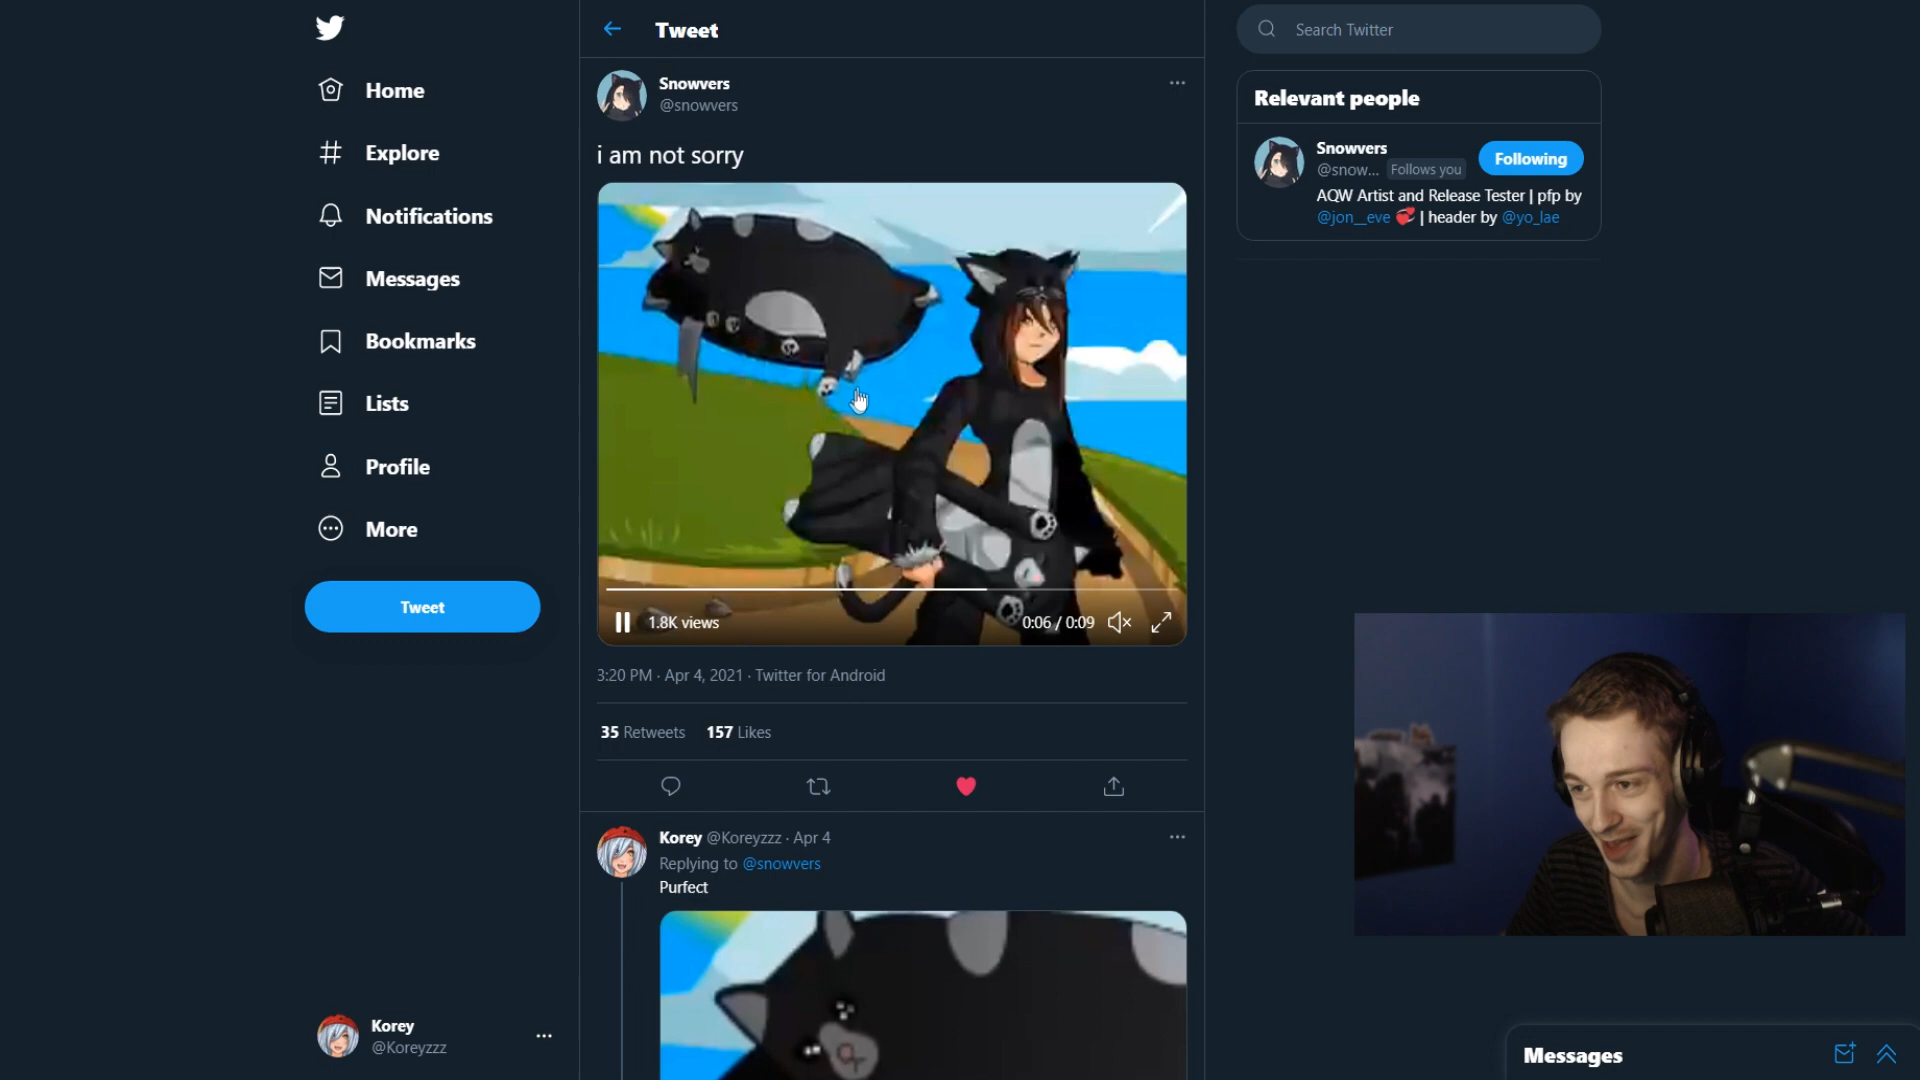 Home
Explore
Notifications
Messages
Bookmarks
Lists
Profile
More
Tweet
Korey
@Koreyzzz
Tweet
Snowvers
@snowvers
i am not sorry
1.8K views
0:06 / 0:09
3:20 PM · Apr 4, 2021 · Twitter for Android
35 Retweets 157 Likes
Korey @Koreyzzz · Apr 4
Replying to @snowvers
Purfect
Search Twitter
Relevant people
Snowvers
@snow... Follows you
Following
AQW Artist and Release Tester | pfp by
@jon__eve 💞 | header by @yo_lae
Messages